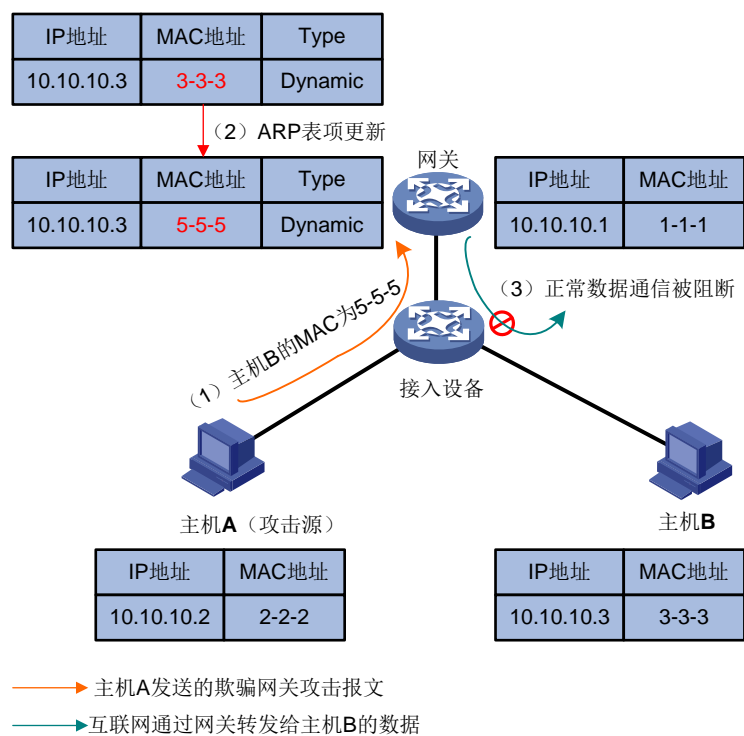 IP地址 MAC地址 Type
10.10.10.3 3-3-3 Dynamic
（2）ARP表项更新
IP地址 MAC地址 Type
10.10.10.3 5-5-5 Dynamic
网关
IP地址 MAC地址
10.10.10.1 1-1-1
（3）正常数据通信被阻断
（1）主机B的MAC为5-5-5
接入设备
主机A（攻击源）
主机B
IP地址 MAC地址
10.10.10.2 2-2-2
IP地址 MAC地址
10.10.10.3 3-3-3
主机A发送的欺骗网关攻击报文
互联网通过网关转发给主机B的数据